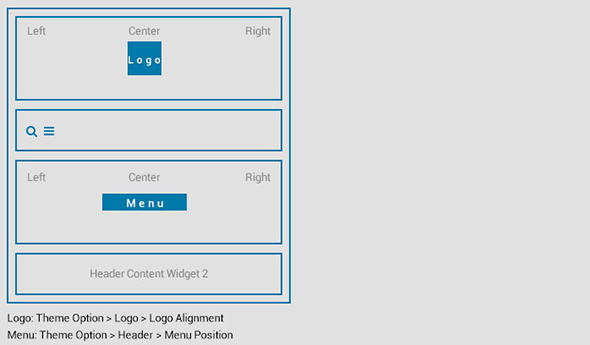 Left Center Right
Logo
Left Center Right
Menu
Header Content Widget 2
Logo: Theme Option > Logo > Logo Alignment
Menu: Theme Option > Header > Menu Position